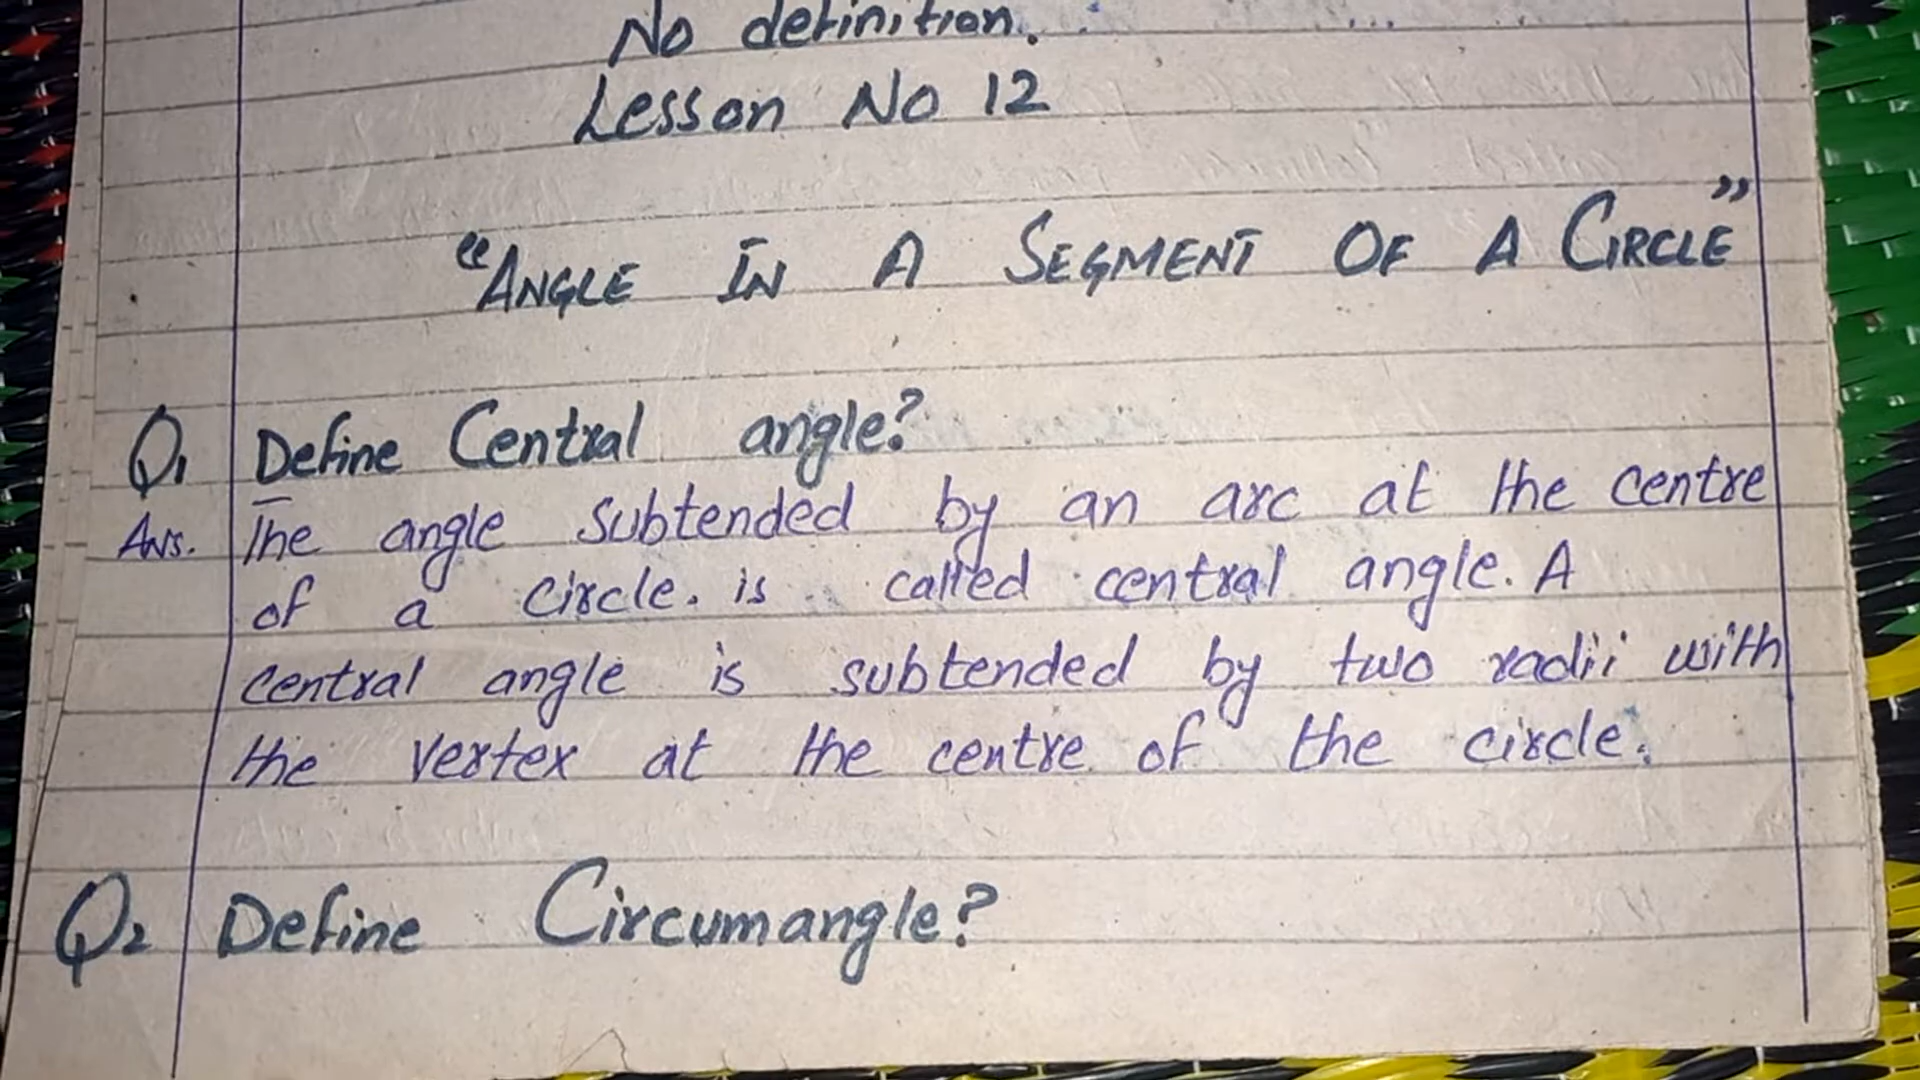 No definition.
Lesson No 12
"ANGLE IN A SEGMENT OF A CIRCLE"
Q1 Define Central angle?
Ans. The angle subtended by an arc at the centre
of a circle. is called central angle. A
central angle is subtended by two radii with
the vertex at the centre of the circle.
Q2 Define Circumangle?